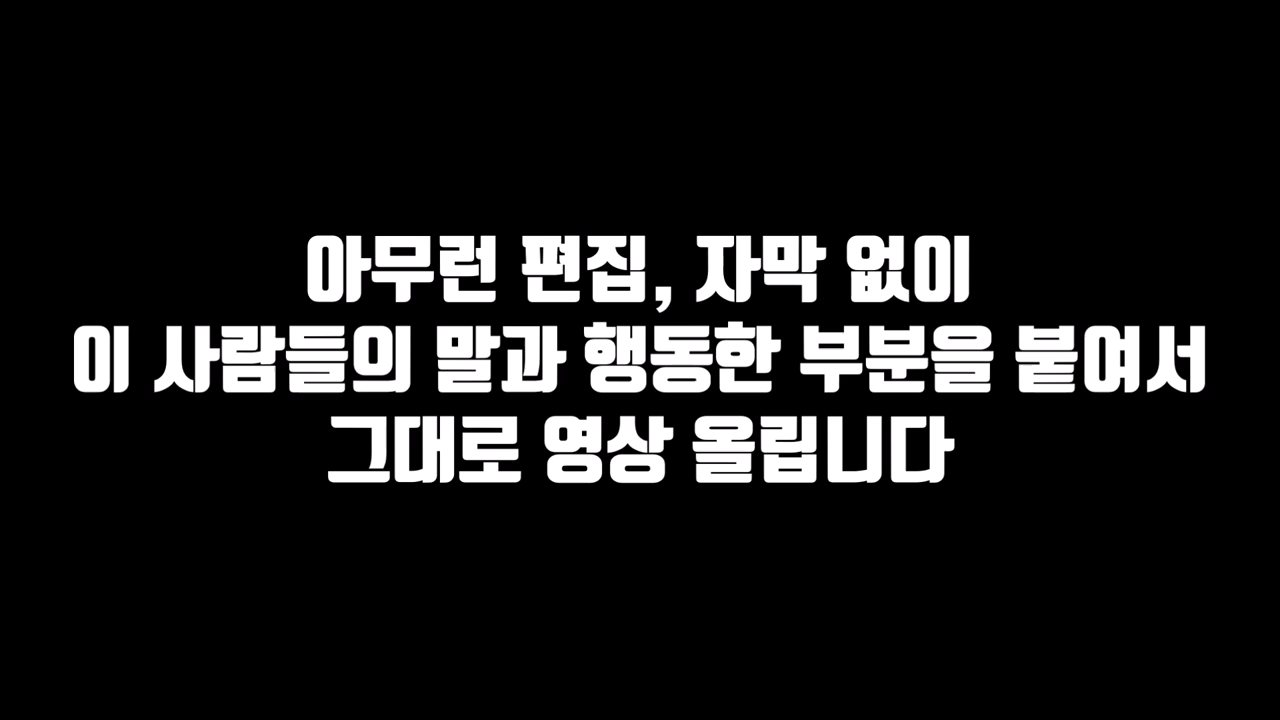 아무런 편집, 자막 없이
이 사람들의 말과 행동한 부분을 붙여서
그대로 영상 올립니다